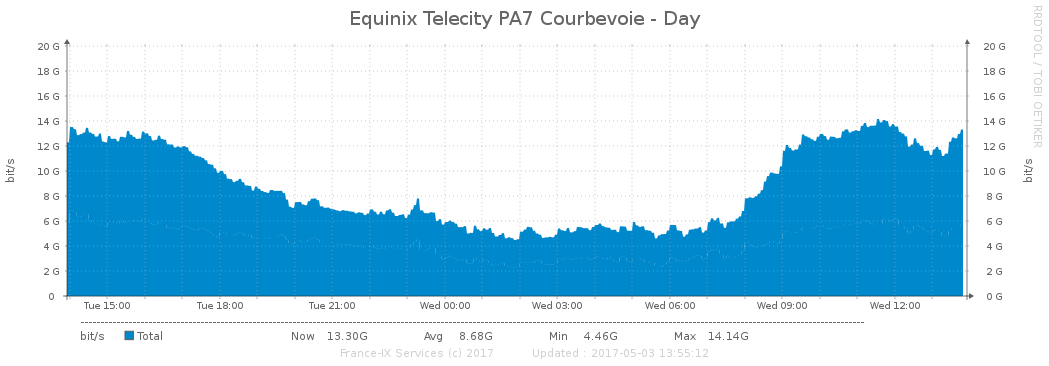 Equinix Telecity PA7 Courbevoie - Day
RRDTOOL / TOBI OETIKER
bit/s
20 G
18 G
16 G
14 G
12 G
10 G
8 G
6 G
4 G
2 G
0
20 G
18 G
16 G
14 G
12 G
10 G
8 G
6 G
4 G
2 G
0 G
bit/s
Tue 15:00 Tue 18:00 Tue 21:00 Wed 00:00 Wed 03:00 Wed 06:00 Wed 09:00 Wed 12:00
bit/s Total Now 13.30G Avg 8.68G Min 4.46G Max 14.14G
France-IX Services (c) 2017 Updated : 2017-05-03 13:55:12